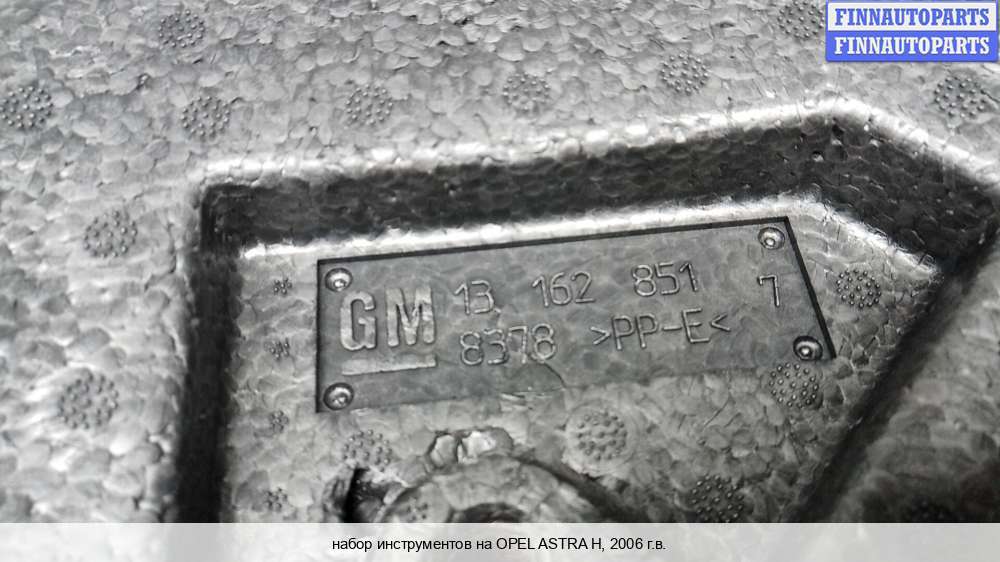 FINNAUTOPARTS
FINNAUTOPARTS
GM 13 162 851 7
8378 >PP-E<
набор инструментов на OPEL ASTRA H, 2006 г.в.